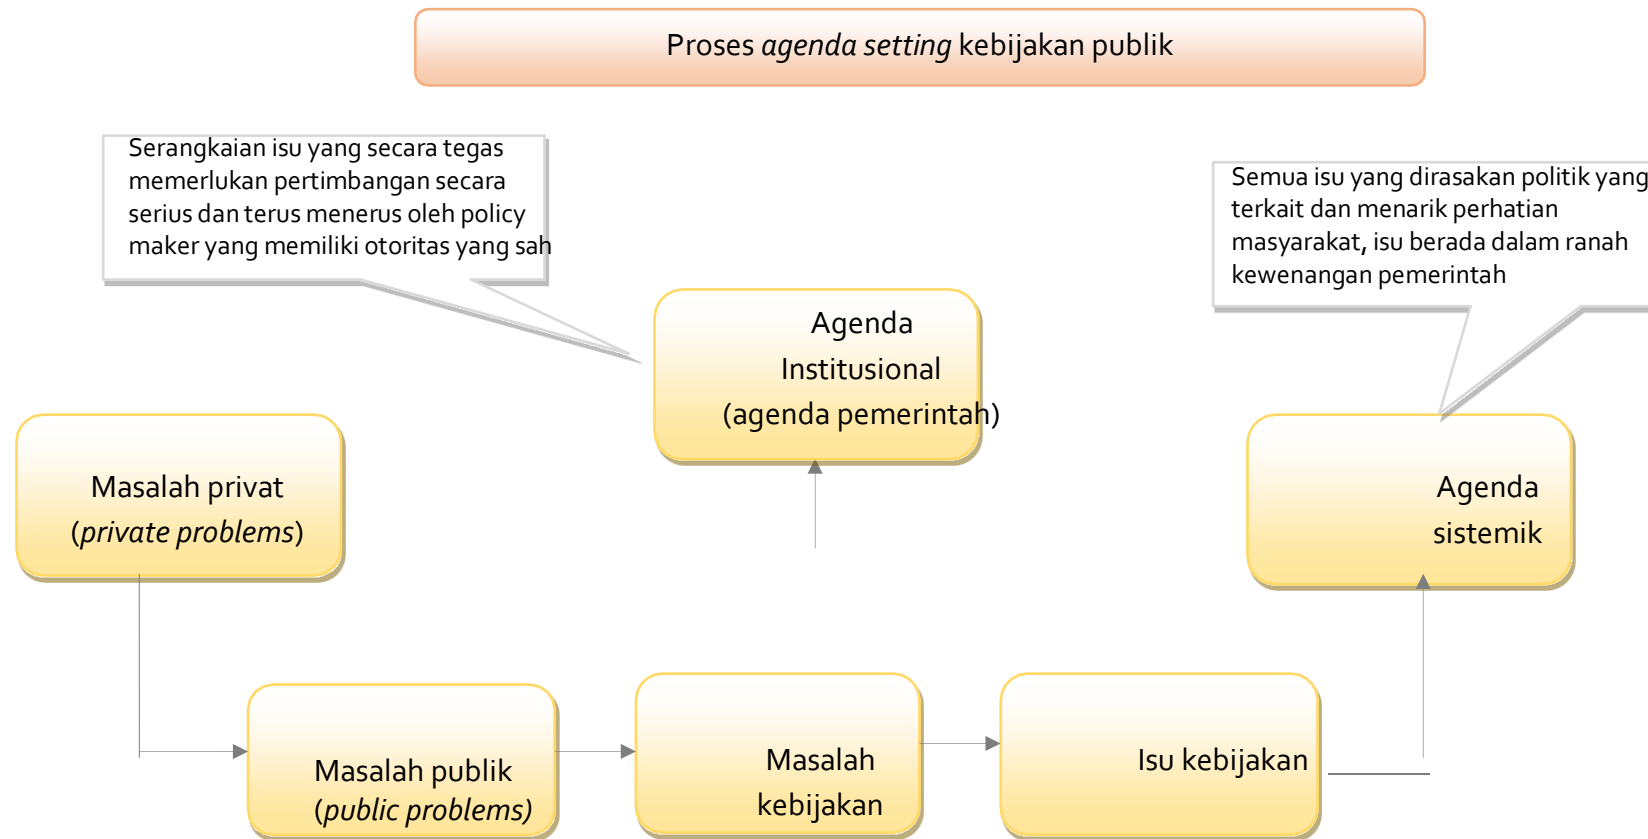 Proses agenda setting kebijakan publik
Serangkaian isu yang secara tegas
memerlukan pertimbangan secara
serius dan terus menerus oleh policy
maker yang memiliki otoritas yang sah
Semua isu yang dirasakan politik yang
terkait dan menarik perhatian
masyarakat, isu berada dalam ranah
kewenangan pemerintah
Agenda
Institusional
(agenda pemerintah)
Masalah privat
(private problems)
Agenda
sistemik
Masalah publik
(public problems)
Masalah
kebijakan
Isu kebijakan